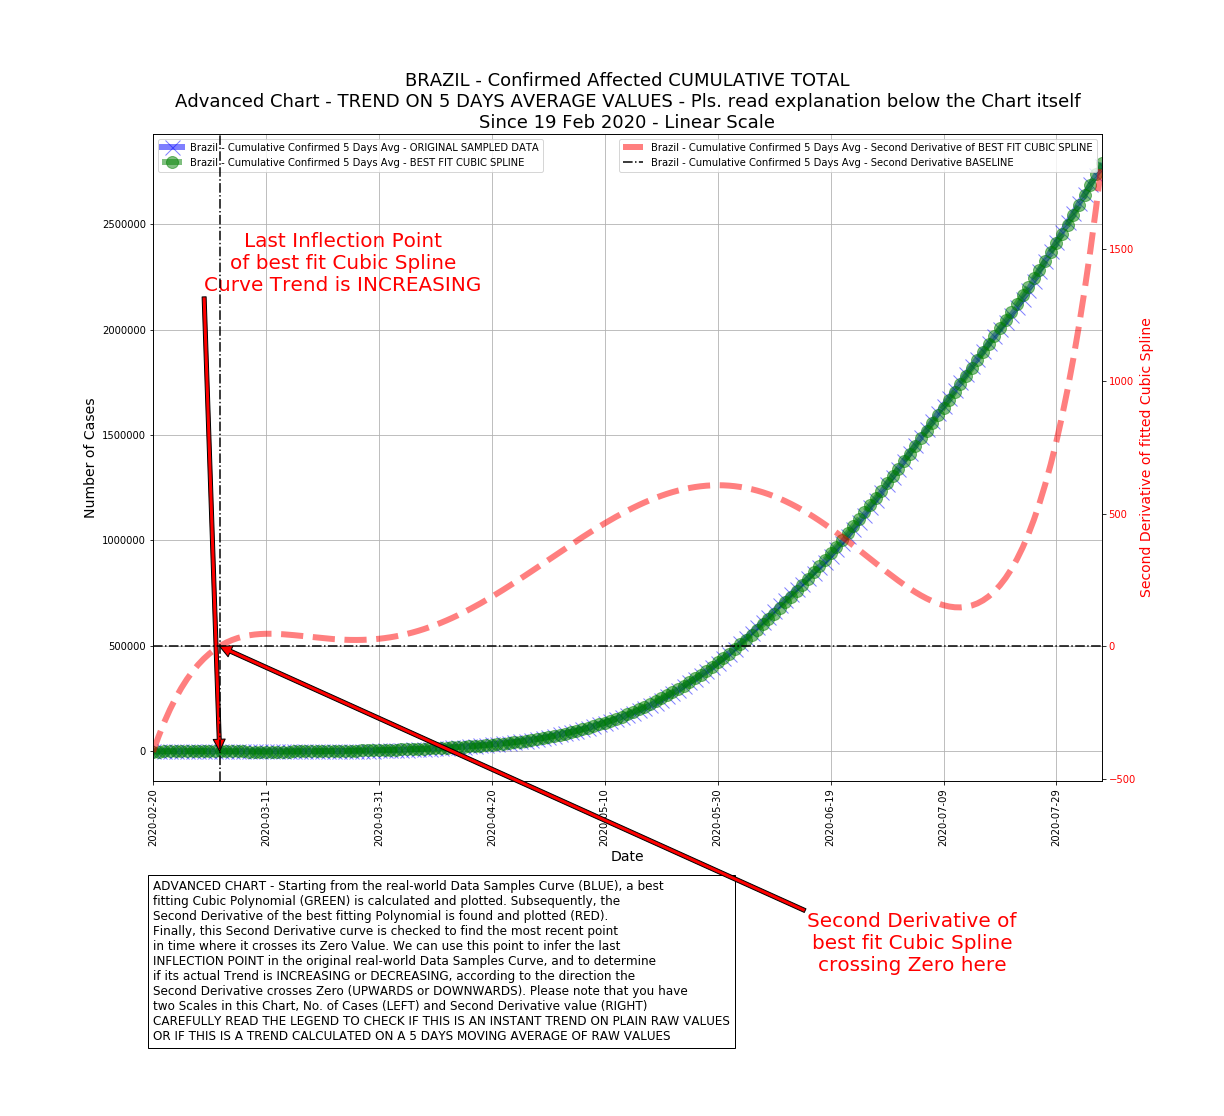 BRAZIL - Confirmed Affected CUMULATIVE TOTAL
Advanced Chart - TREND ON 5 DAYS AVERAGE VALUES - Pls. read explanation below the Chart itself
Since 19 Feb 2020 - Linear Scale
Brazil - Cumulative Confirmed 5 Days Avg - ORIGINAL SAMPLED DATA
Brazil - Cumulative Confirmed 5 Days Avg - BEST FIT CUBIC SPLINE
Brazil - Cumulative Confirmed 5 Days Avg - Second Derivative of BEST FIT CUBIC SPLINE
Brazil - Cumulative Confirmed 5 Days Avg - Second Derivative BASELINE
Last Inflection Point
of best fit Cubic Spline
Curve Trend is INCREASING
Number of Cases
2500000
2000000
1500000
1000000
500000
0
Second Derivative of fitted Cubic Spline
1500
1000
500
0
−500
2020-02-20
2020-03-11
2020-03-31
2020-04-20
2020-05-10
2020-05-30
2020-06-19
2020-07-09
2020-07-29
Date
ADVANCED CHART - Starting from the real-world Data Samples Curve (BLUE), a best
fitting Cubic Polynomial (GREEN) is calculated and plotted. Subsequently, the
Second Derivative of the best fitting Polynomial is found and plotted (RED).
Finally, this Second Derivative curve is checked to find the most recent point
in time where it crosses its Zero Value. We can use this point to infer the last
INFLECTION POINT in the original real-world Data Samples Curve, and to determine
if its actual Trend is INCREASING or DECREASING, according to the direction the
Second Derivative crosses Zero (UPWARDS or DOWNWARDS). Please note that you have
two Scales in this Chart, No. of Cases (LEFT) and Second Derivative value (RIGHT)
CAREFULLY READ THE LEGEND TO CHECK IF THIS IS AN INSTANT TREND ON PLAIN RAW VALUES
OR IF THIS IS A TREND CALCULATED ON A 5 DAYS MOVING AVERAGE OF RAW VALUES
Second Derivative of
best fit Cubic Spline
crossing Zero here